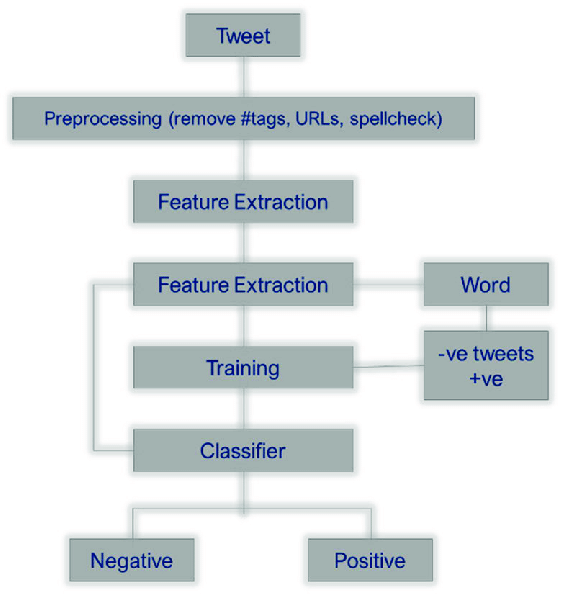 Tweet
Preprocessing (remove #tags, URLs, spellcheck)
Feature Extraction
Feature Extraction
Word
-ve tweets
+ve
Training
Classifier
Negative
Positive